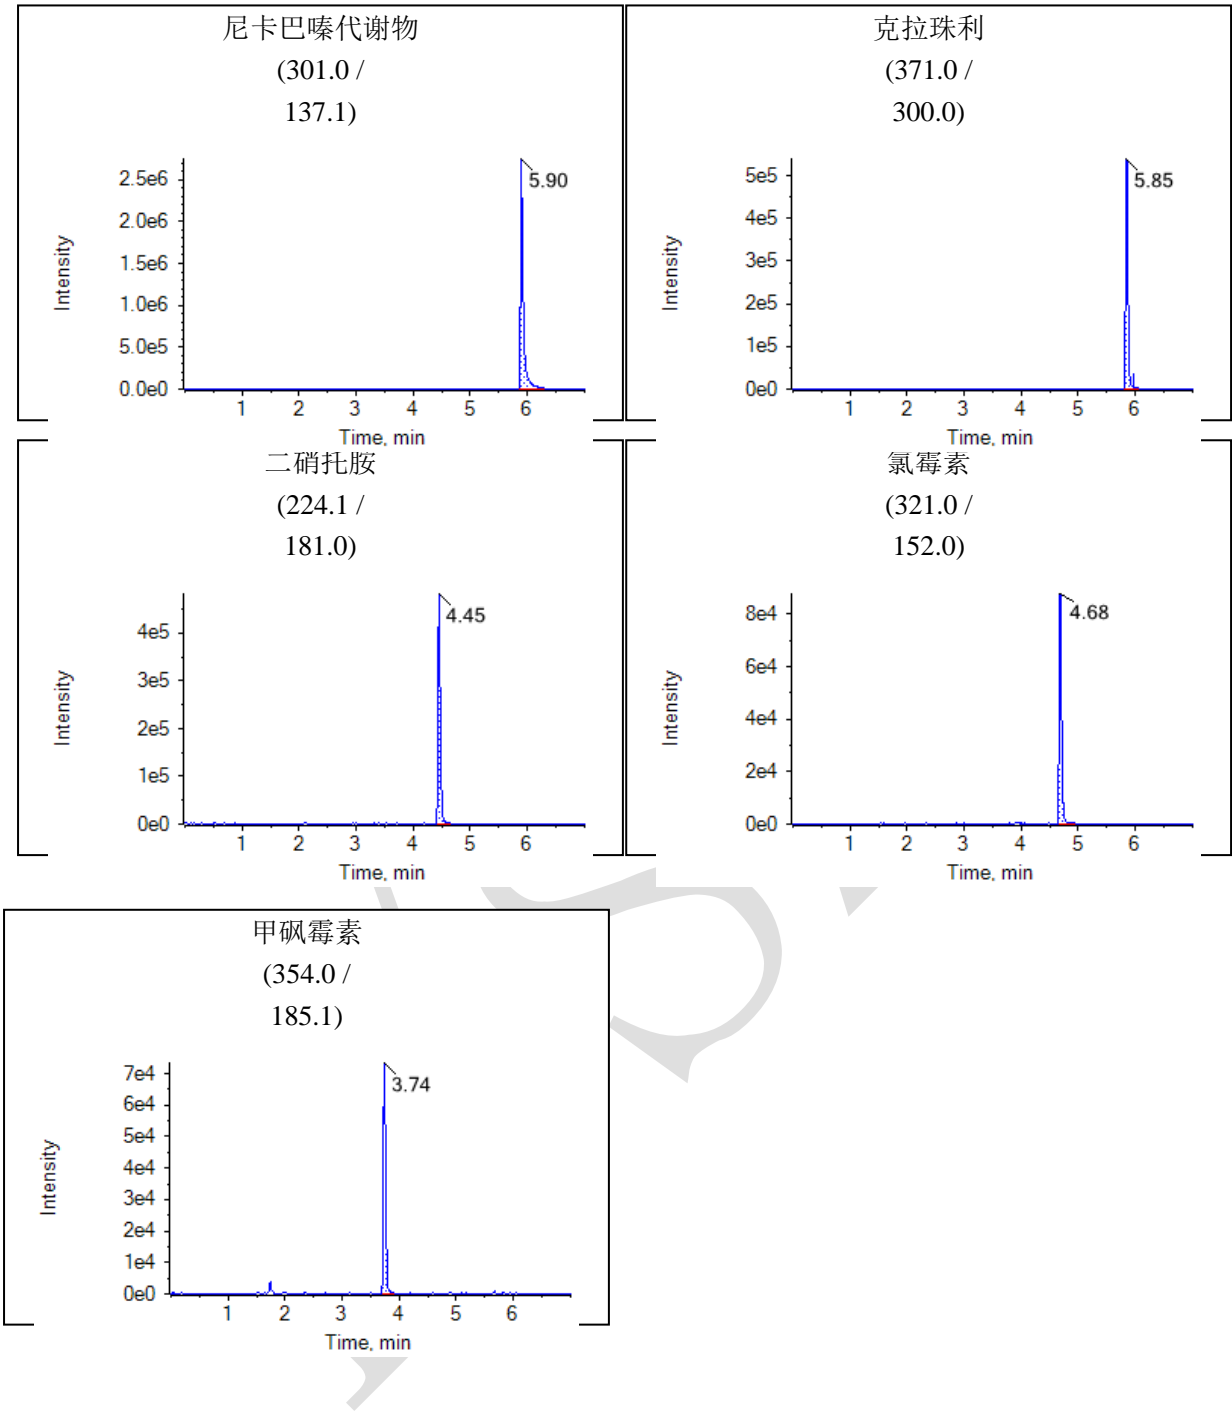 尼卡巴嗪代谢物
(301.0 /
137.1)
2.5e6
2.0e6
1.5e6
1.0e6
5.0e5
0.0e0
Intensity
5.90
1 2 3 4 5 6
Time, min
克拉珠利
(371.0 /
300.0)
5e5
4e5
3e5
2e5
1e5
0e0
Intensity
5.85
1 2 3 4 5 6
Time, min
二硝托胺
(224.1 /
181.0)
4e5
3e5
2e5
1e5
0e0
Intensity
4.45
1 2 3 4 5 6
Time, min
氯霉素
(321.0 /
152.0)
8e4
6e4
4e4
2e4
0e0
Intensity
4.68
1 2 3 4 5 6
Time, min
甲砜霉素
(354.0 /
185.1)
7e4
6e4
5e4
4e4
3e4
2e4
1e4
0e0
Intensity
3.74
1 2 3 4 5 6
Time, min